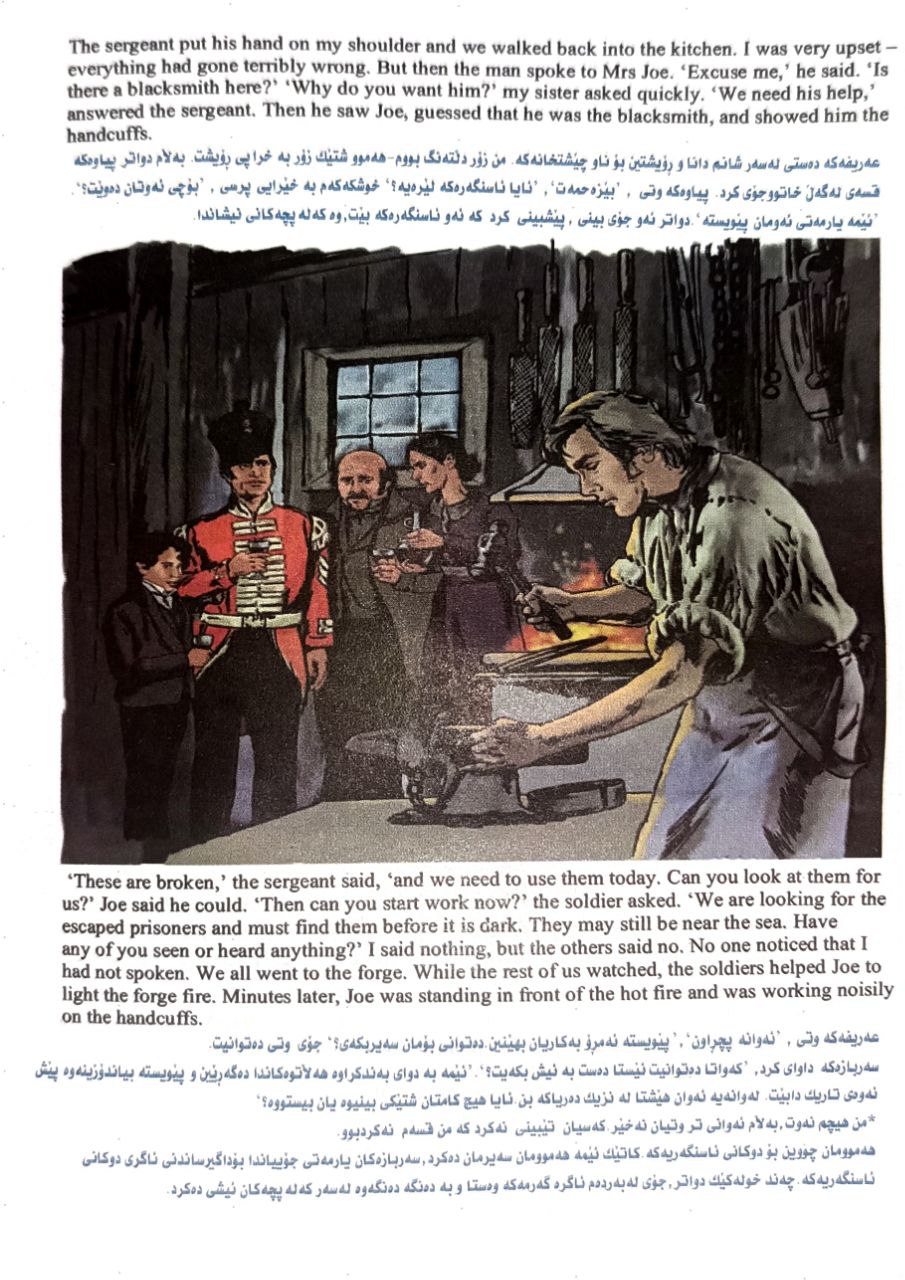 The sergeant put his hand on my shoulder and we walked back into the kitchen. I was very upset –
everything had gone terribly wrong. But then the man spoke to Mrs Joe. ‘Excuse me,’ he said. ‘Is
there a blacksmith here?’ ‘Why do you want him?’ my sister asked quickly. ‘We need his help,’
answered the sergeant. Then he saw Joe, guessed that he was the blacksmith, and showed him the
handcuffs.
عەریفەکە دەستی لەسەر شانم دانا و رۆیشتین بۆ ناو چێشتخانەکە. من زۆر دڵتەنگ بووم-هەموو شتێك زۆر بە خراپی رۆیشت. بەڵام دواتر پیاوەکە
قسەی لەگەڵ خاتووجۆی کرد. پیاوەکە وتی , ’بێزەحمەت‘, ’ئایا ئاسنگەرەکە لێرەیە؟‘ خوشکەکەم بە خێرایی پرسی , ’بۆچی ئەوتان دەوێت؟‘.
’ئێمە یارمەتی ئەومان پێویستە‘.دواتر ئەو جۆی بینی , پێشبینی کرد کە ئەو ئاسنگەرەکە بێت,وە کەلەپچەکانی نیشاندا.
‘These are broken,’ the sergeant said, ‘and we need to use them today. Can you look at them for
us?’ Joe said he could. ‘Then can you start work now?’ the soldier asked. ‘We are looking for the
escaped prisoners and must find them before it is dark. They may still be near the sea. Have
any of you seen or heard anything?’ I said nothing, but the others said no. No one noticed that I
had not spoken. We all went to the forge. While the rest of us watched, the soldiers helped Joe to
light the forge fire. Minutes later, Joe was standing in front of the hot fire and was working noisily
on the handcuffs.
عەریفەکە وتی , ’ئەوانە پچراون‘,’ پێویستە ئەمرۆ بەکاریان بهێنین.دەتوانی بۆمان سەیربکەی؟‘ جۆی وتی دەتوانێت.
سەربازەکە داوای کرد, ’کەواتا دەتوانیت ئێستا دەست بە ئیش بکەیت؟‘.’ئێمە بە دوای بەندکراوە هەڵاتوەکاندا دەگەرێین و پێویستە بیاندۆزینەوە پێش
ئەوەی تاریك دابێت. لەوانەیە ئەوان هێشتا لە نزیك دەریاکە بن.ئایا هیچ کامتان شتێکی بینیوە یان بیستووە؟‘
*من هیچم نەوت,بەڵام ئەوانی تر وتیان نەخێر.کەسیان تێبینی نەکرد کە من قسەم نەکردبوو.
هەموومان چووین بۆ دوکانی ئاسنگەریەکە. کاتێك ئێمە هەموومان سەیرمان دەکرد,سەربازەکان یارمەتی جۆییاندا بۆداگیرساندنی ئاگری دوکانی
ئاسنگەریەکە.چەند خولەکێك دواتر,جۆی لەبەردەم ئاگرە گەرمەکە وەستا و بە دەنگە دەنگەوە لەسەر کەلەپچەکان ئیشی دەکرد.